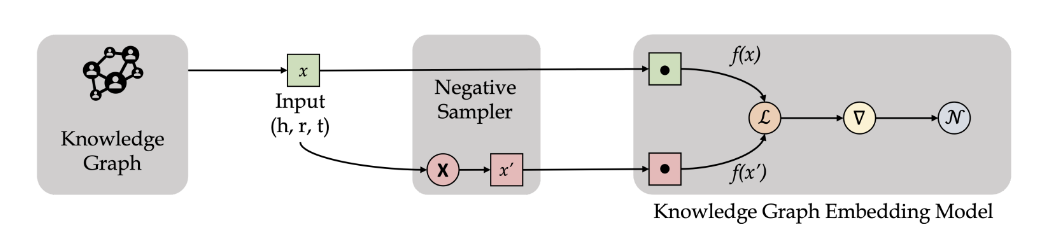 Knowledge
Graph
x
Input
(h, r, t)
Negative
Sampler
X
x′
f(x)
f(x′)
ℒ
∇
𝒩
Knowledge Graph Embedding Model